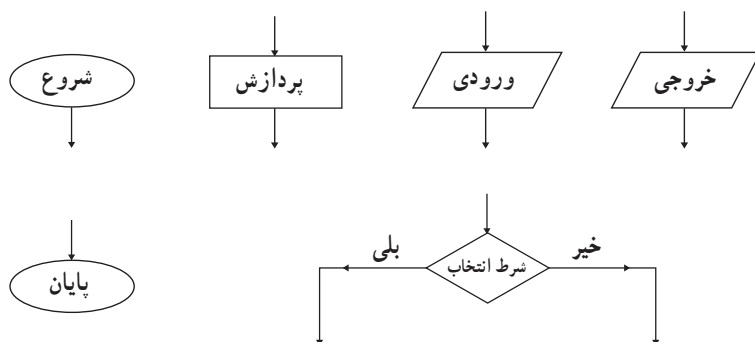 شروع
پردازش
ورودی
خروجی
پایان
بلی
شرط انتخاب
خیر